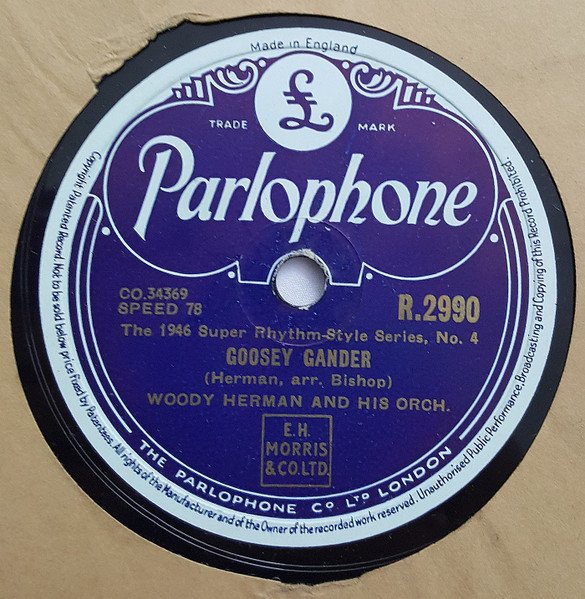 Made in England
£
TRADE MARK
Parlophone
CO.34369
SPEED 78
R.2990
The 1946 Super Rhythm-Style Series, No. 4
GOOSEY GANDER
(Herman, arr. Bishop)
WOODY HERMAN AND HIS ORCH.
E.H.
MORRIS
& CO.LTD.
THE PARLOPHONE CO LTD LONDON
Copyright Patented Record. Not to be sold below price fixed by Patentees. All rights of the Manufacturer and of the Owner of the recorded work reserved. Unauthorised Public Performance, Broadcasting and Copying of this Record Prohibited.